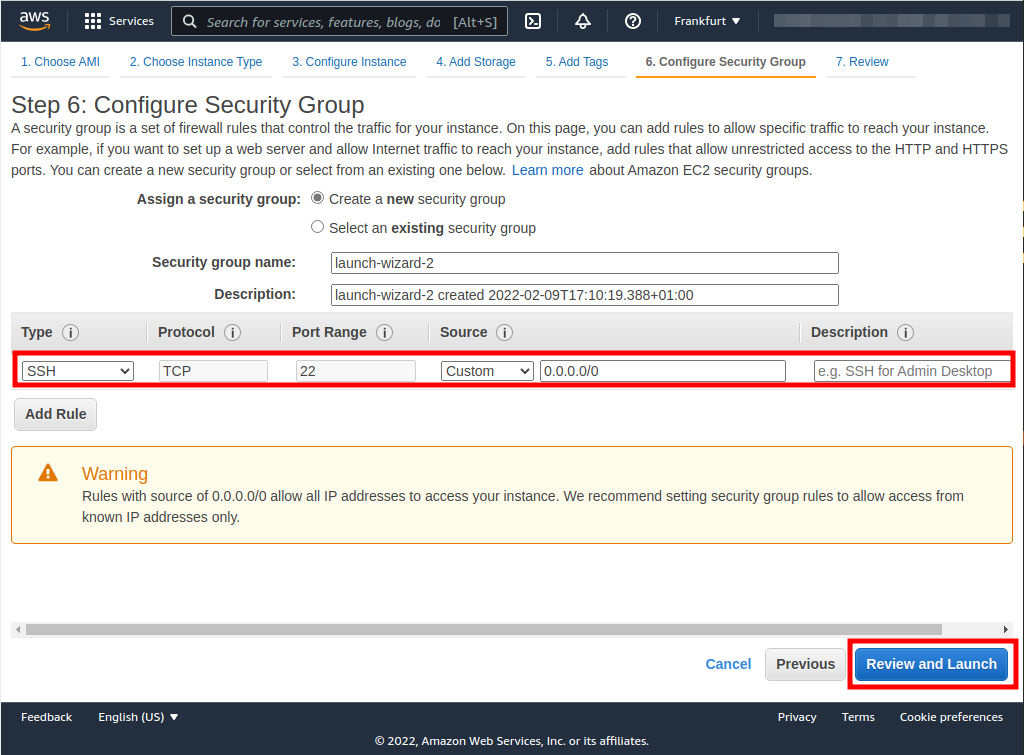 aws Services Search for services, features, blogs, do [Alt+S] Frankfurt
1. Choose AMI 2. Choose Instance Type 3. Configure Instance 4. Add Storage 5. Add Tags 6. Configure Security Group 7. Review
Step 6: Configure Security Group
A security group is a set of firewall rules that control the traffic for your instance. On this page, you can add rules to allow specific traffic to reach your instance.
For example, if you want to set up a web server and allow Internet traffic to reach your instance, add rules that allow unrestricted access to the HTTP and HTTPS
ports. You can create a new security group or select from an existing one below. Learn more about Amazon EC2 security groups.
Assign a security group: Create a new security group
Select an existing security group
Security group name: launch-wizard-2
Description: launch-wizard-2 created 2022-02-09T17:10:19.388+01:00
Type Protocol Port Range Source Description
SSH TCP 22 Custom 0.0.0.0/0 e.g. SSH for Admin Desktop
Add Rule
Warning
Rules with source of 0.0.0.0/0 allow all IP addresses to access your instance. We recommend setting security group rules to allow access from
known IP addresses only.
Cancel Previous Review and Launch
Feedback English (US) Privacy Terms Cookie preferences
© 2022, Amazon Web Services, Inc. or its affiliates.